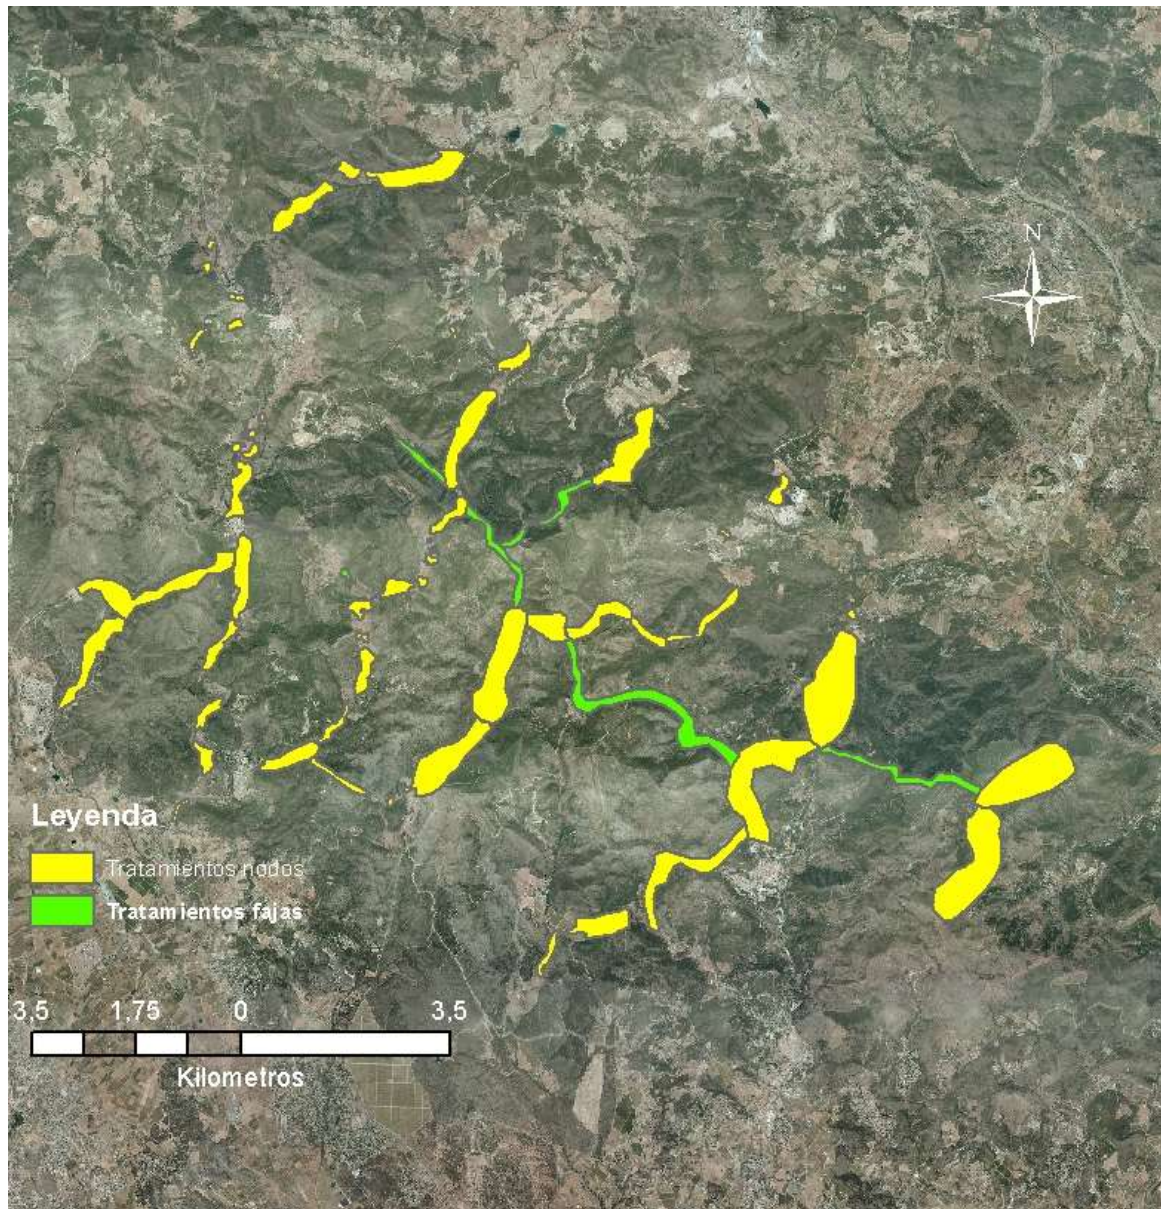 N
Leyenda
Tratamientos nodos
Tratamientos fajas
3,5 1,75 0 3,5
Kilometros